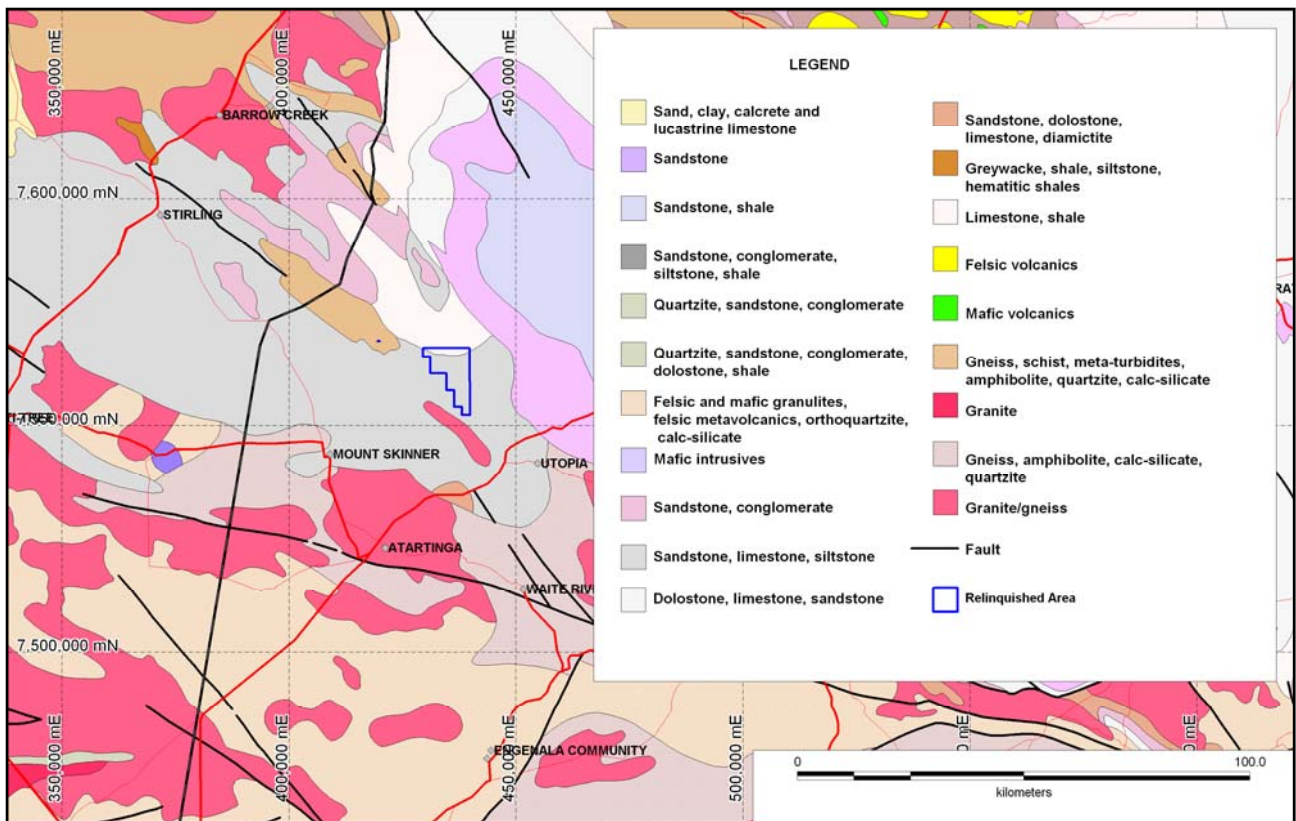 350,000 mE
400,000 mE
450,000 mE
BARROW CREEK
7,600,000 mN
STIRLING
MOUNT SKINNER
UTOPIA
ATARTINGA
7,500,000 mN
ENGENALA COMMUNITY
350,000 mE
400,000 mE
450,000 mE
500,000 mE
LEGEND
Sand, clay, calcrete and
lucastrine limestone
Sandstone
Sandstone, shale
Sandstone, conglomerate,
siltstone, shale
Quartzite, sandstone, conglomerate
Quartzite, sandstone, conglomerate,
dolostone, shale
Felsic and mafic granulites,
felsic metavolcanics, orthoquartzite,
calc-silicate
Mafic intrusives
Sandstone, conglomerate
Sandstone, limestone, siltstone
Dolostone, limestone, sandstone
Sandstone, dolostone,
limestone, diamictite
Greywacke, shale, siltstone,
hematitic shales
Limestone, shale
Felsic volcanics
Mafic volcanics
Gneiss, schist, meta-turbidites,
amphibolite, quartzite, calc-silicate
Granite
Gneiss, amphibolite, calc-silicate,
quartzite
Granite/gneiss
Fault
Relinquished Area
0
100.0
kilometers